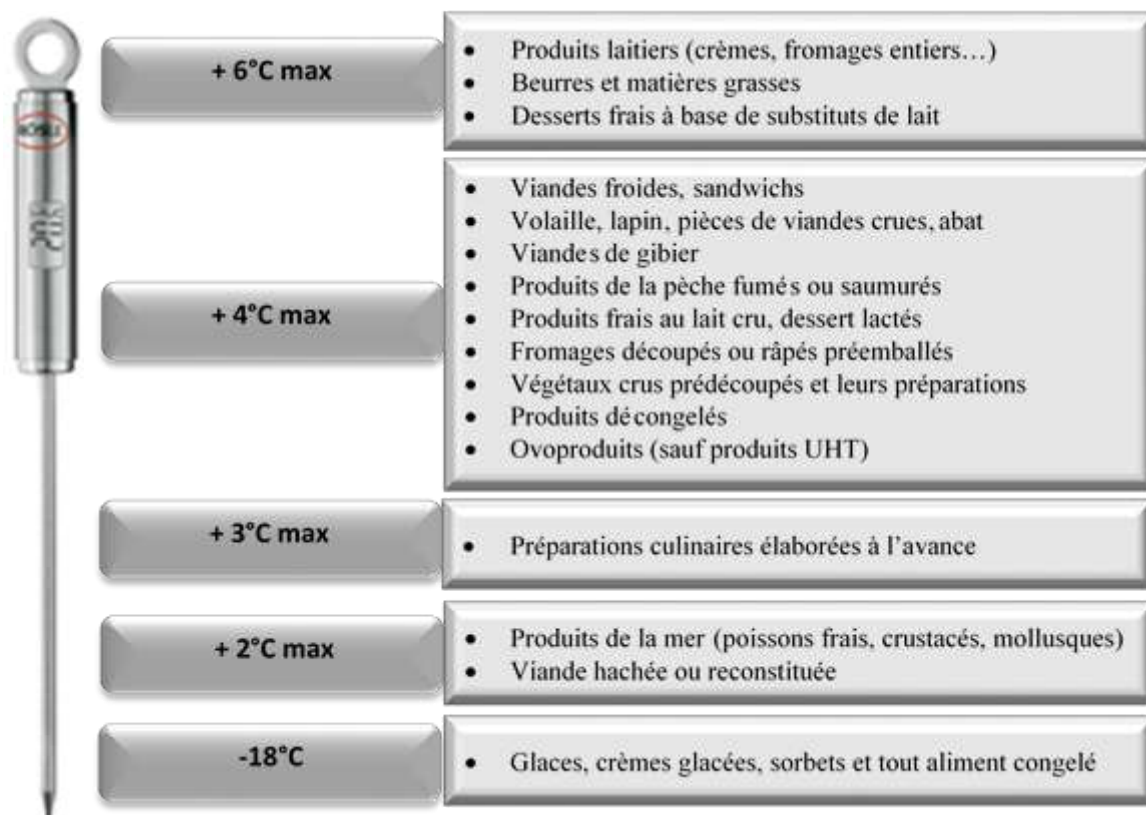 + 6°C max
• Produits laitiers (crèmes, fromages entiers…)
• Beurres et matières grasses
• Desserts frais à base de substituts de lait
+ 4°C max
• Viandes froides, sandwichs
• Volaille, lapin, pièces de viandes crues, abat
• Viandes de gibier
• Produits de la pêche fumés ou saumurés
• Produits frais au lait cru, dessert lactés
• Fromages découpés ou râpés préemballés
• Végétaux crus prédécoupés et leurs préparations
• Produits décongelés
• Ovoproduits (sauf produits UHT)
+ 3°C max
• Préparations culinaires élaborées à l’avance
+ 2°C max
• Produits de la mer (poissons frais, crustacés, mollusques)
• Viande hachée ou reconstituée
-18°C
• Glaces, crèmes glacées, sorbets et tout aliment congelé